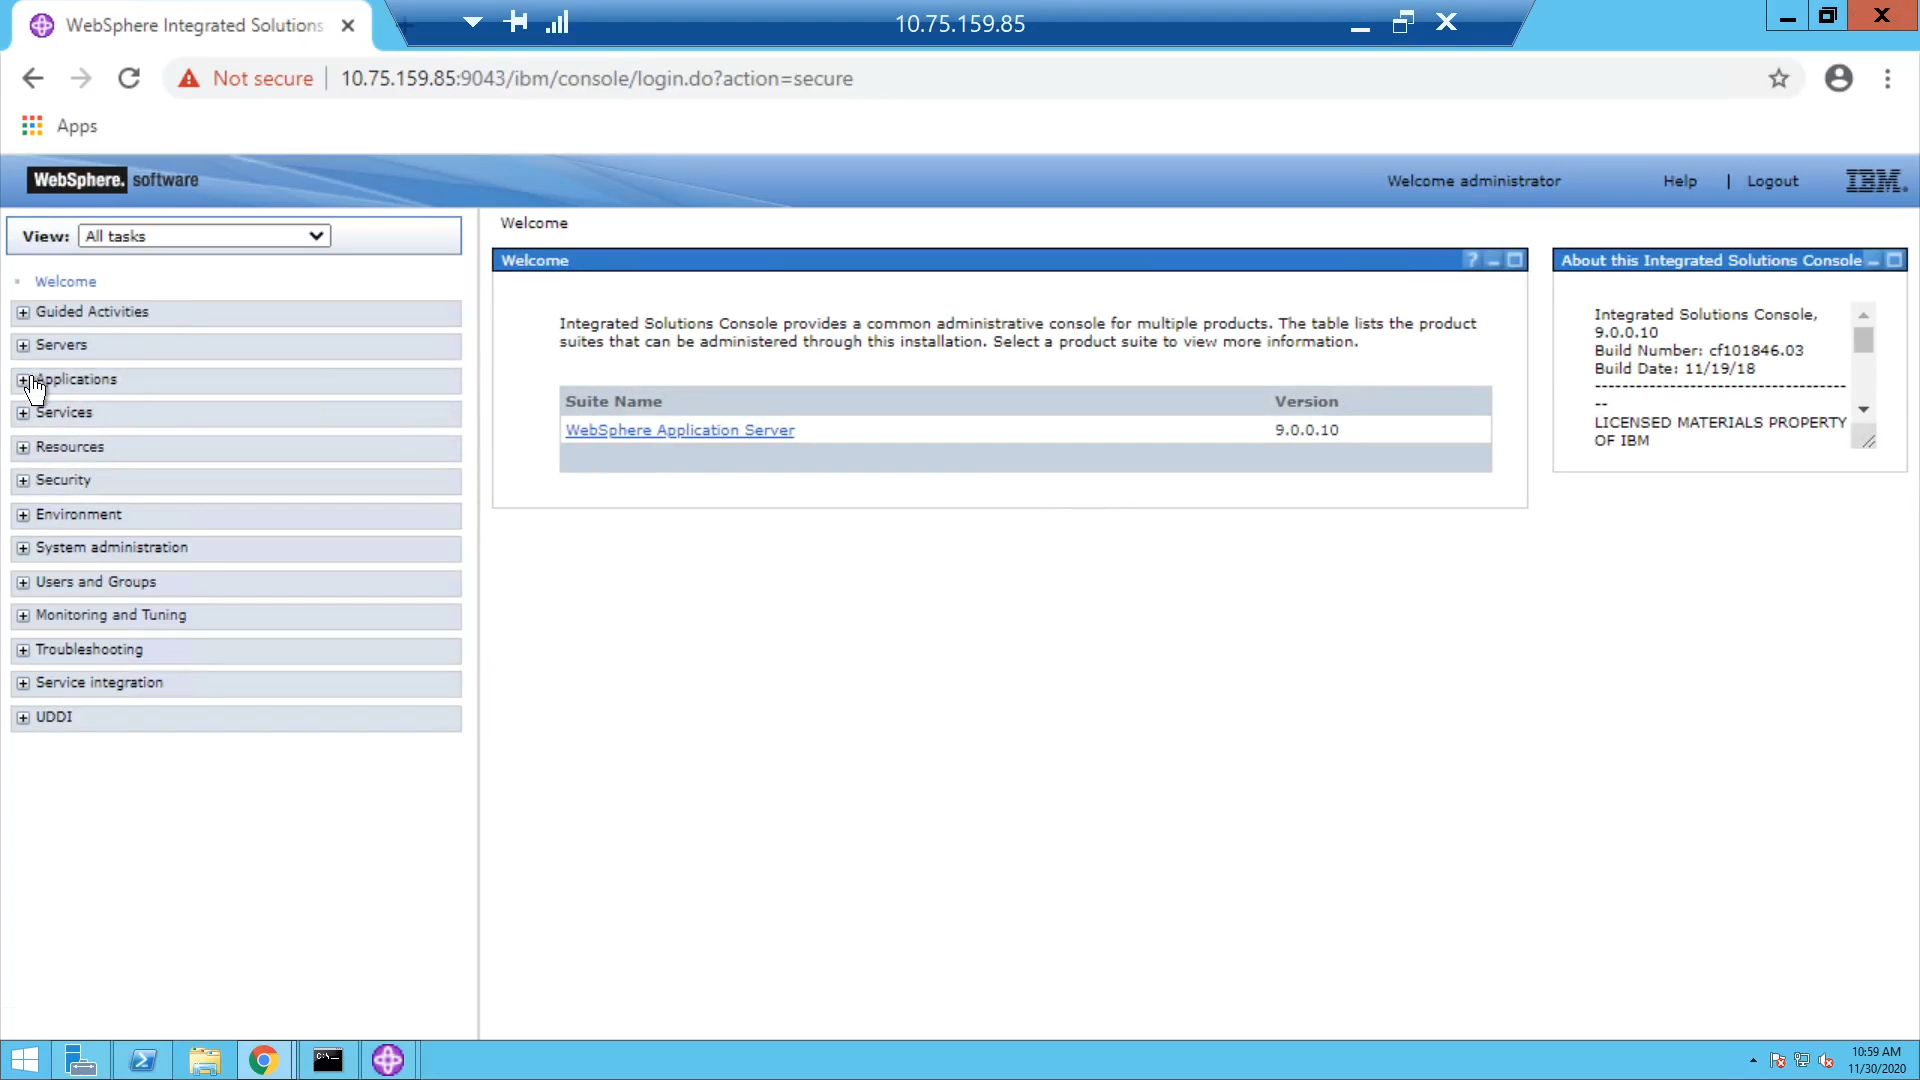 WebSphere Integrated Solutions
10.75.159.85
Not secure
10.75.159.85:9043/ibm/console/login.do?action=secure
Apps
WebSphere. software
Welcome administrator
Help
|
Logout
IBM.
View:
All tasks
Welcome
Guided Activities
Servers
Applications
Services
Resources
Security
Environment
System administration
Users and Groups
Monitoring and Tuning
Troubleshooting
Service integration
UDDI
Welcome
Welcome
Integrated Solutions Console provides a common administrative console for multiple products. The table lists the product
suites that can be administered through this installation. Select a product suite to view more information.
Suite Name
Version
WebSphere Application Server
9.0.0.10
About this Integrated Solutions Console
Integrated Solutions Console,
9.0.0.10
Build Number: cf101846.03
Build Date: 11/19/18
-----------------------------------
--
LICENSED MATERIALS PROPERTY
OF IBM
10:59 AM
11/30/2020